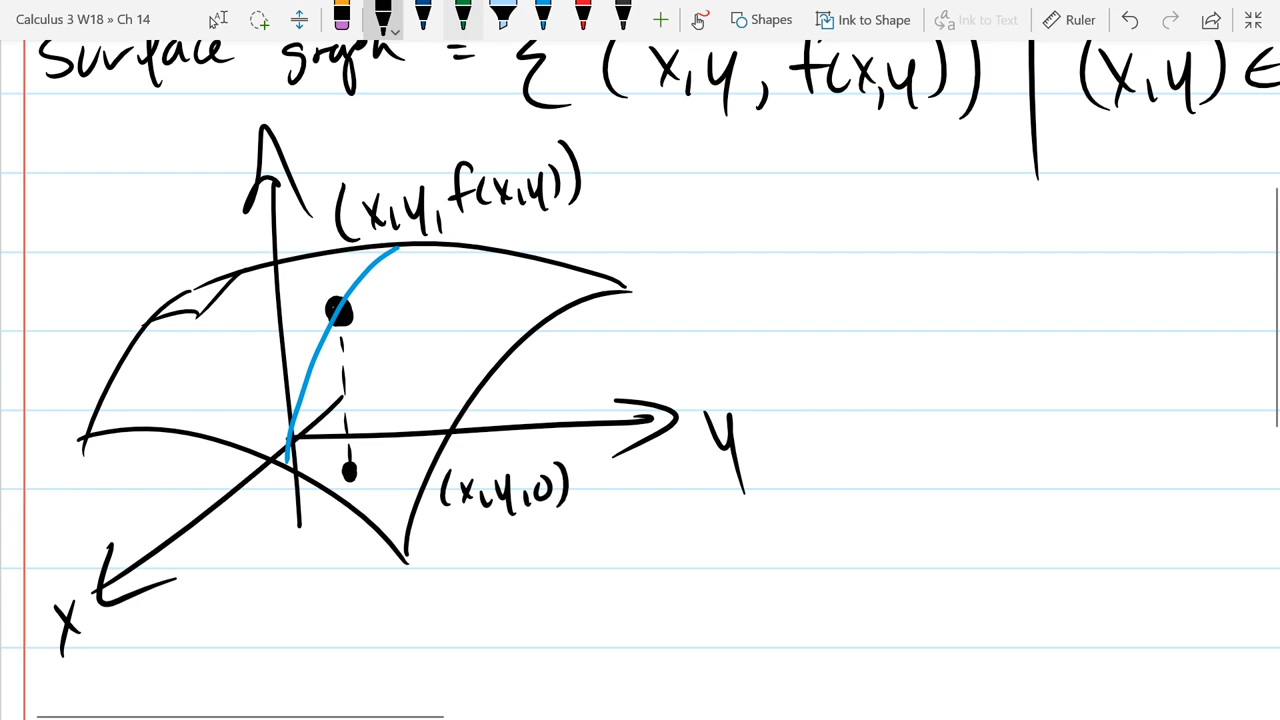 Calculus 3 W18 » Ch 14
Shapes
Ink to Shape
Ink to Text
Ruler
Surface graph = { (x,y, f(x,y)) | (x,y) ∈
(x,y, f(x,y))
y
(x,y,0)
x